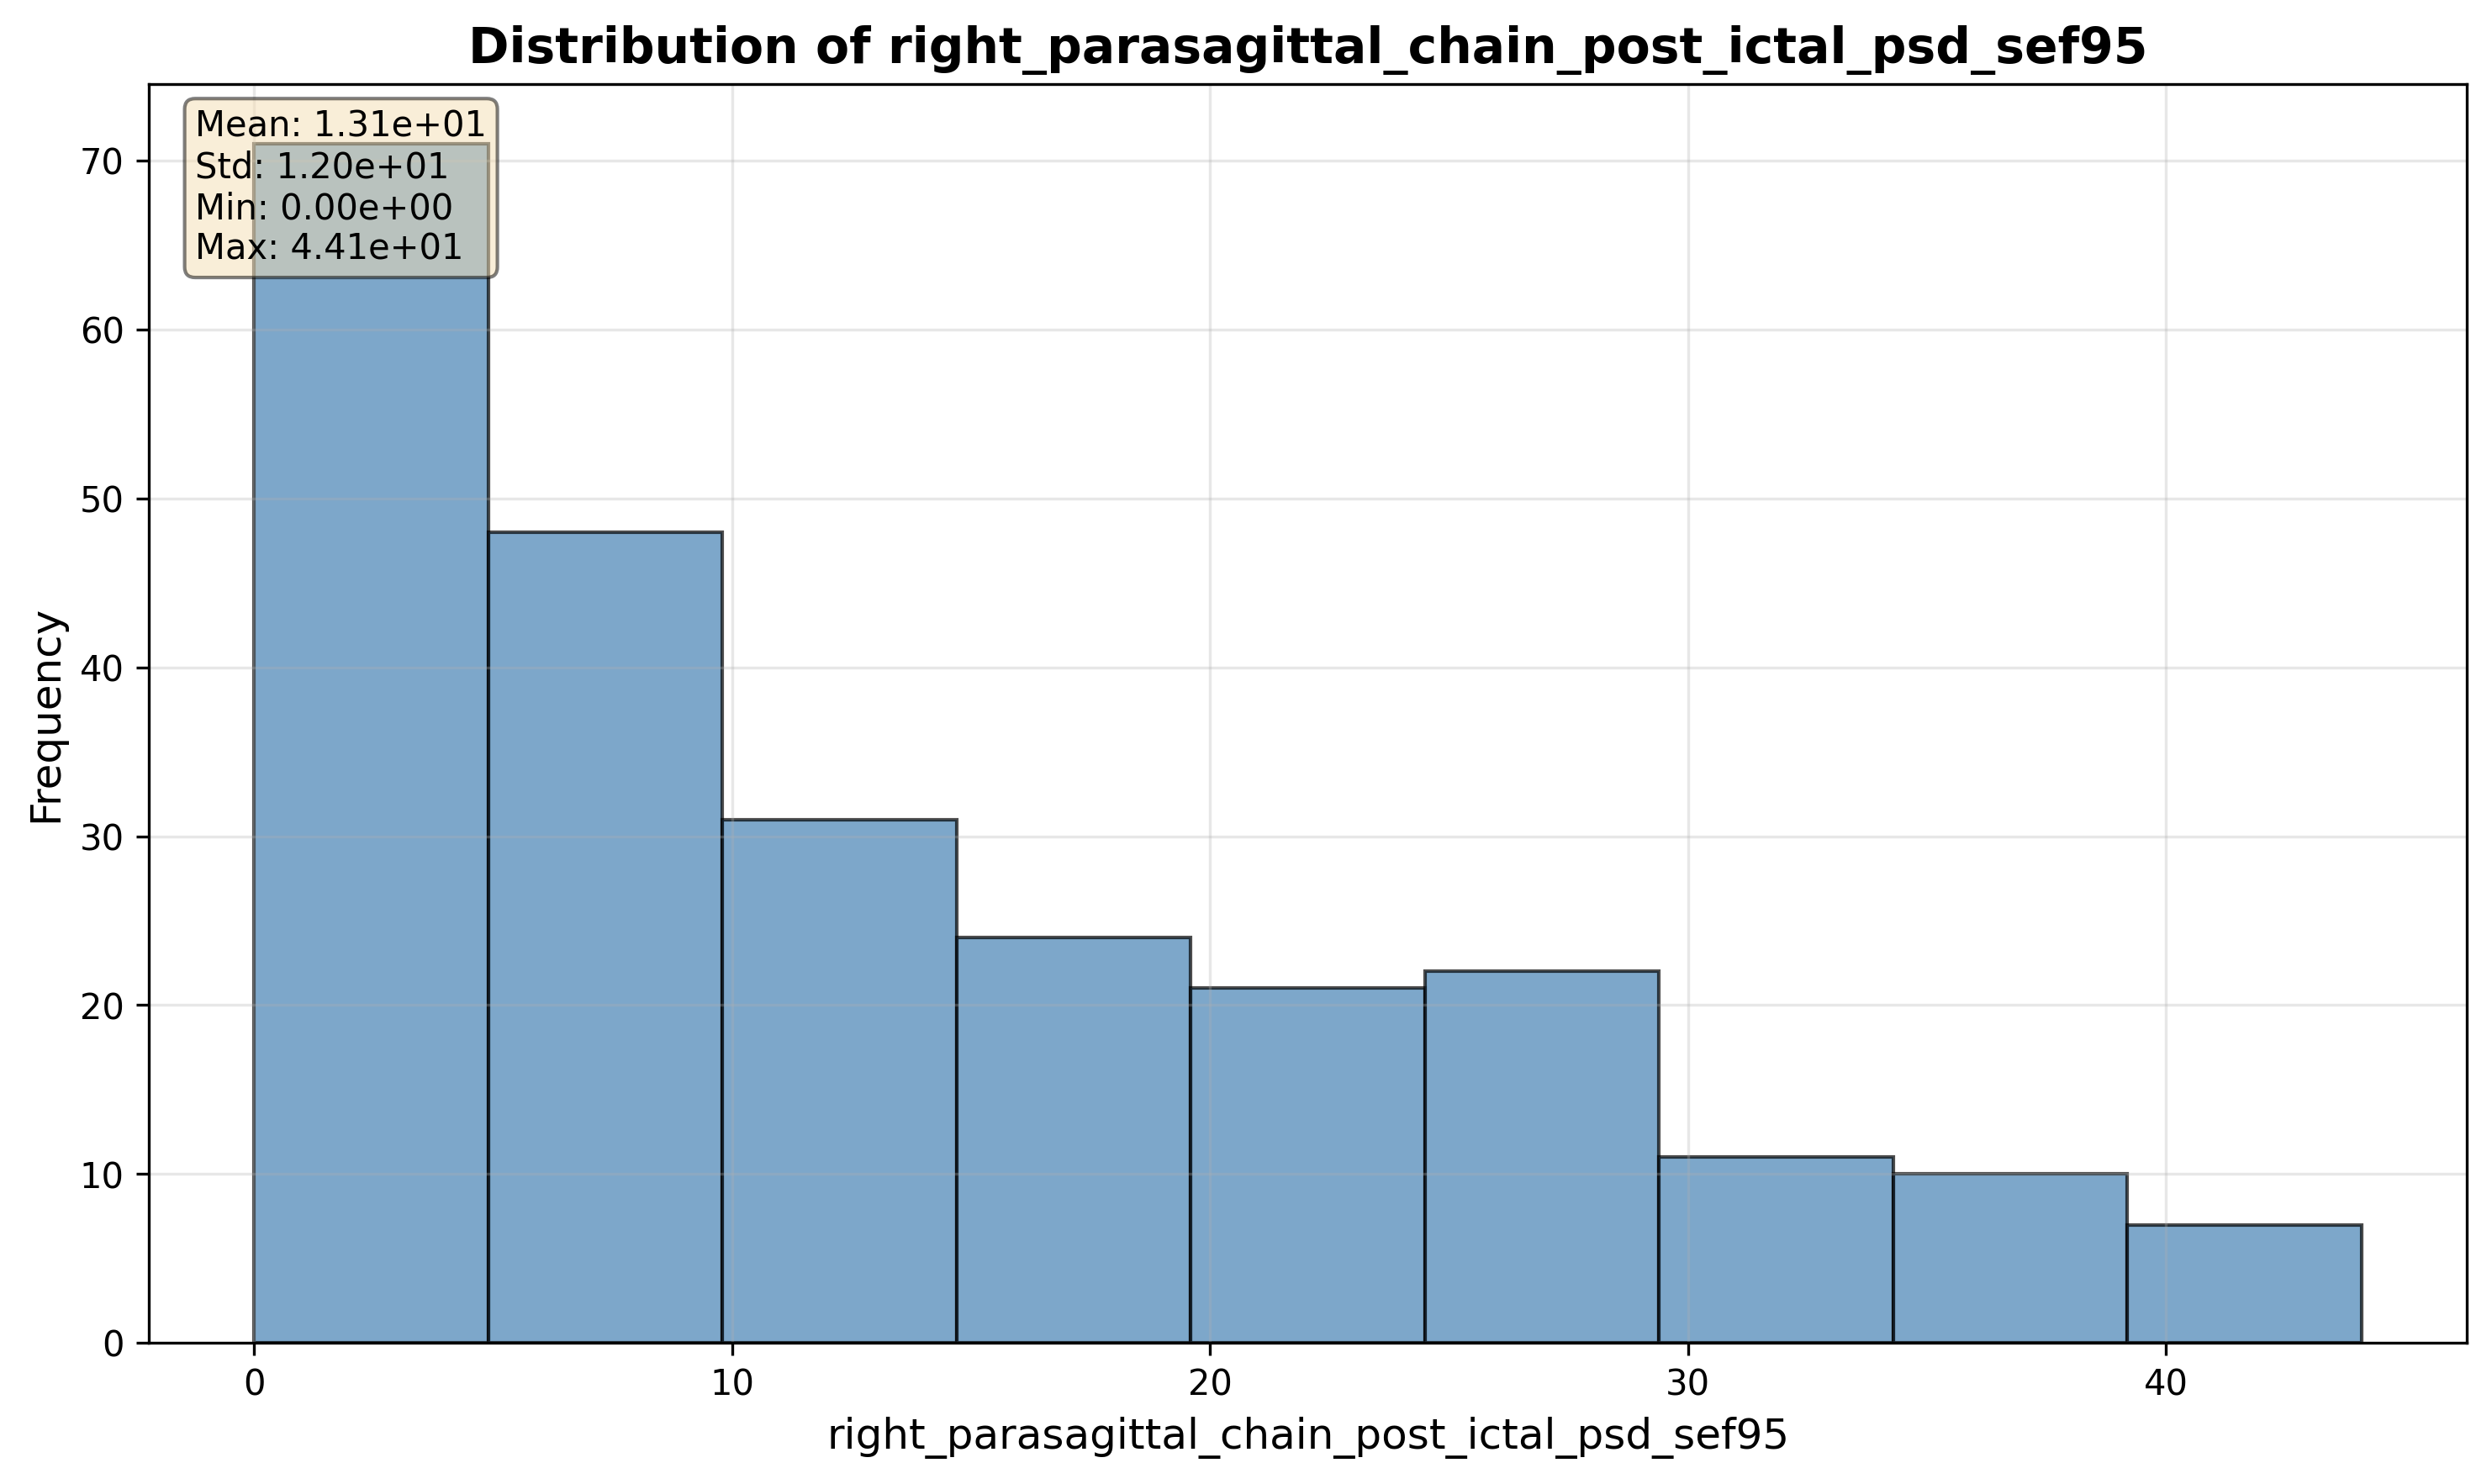 Distribution of right_parasagittal_chain_post_ictal_psd_sef95
Mean: 1.31e+01
Std: 1.20e+01
Min: 0.00e+00
Max: 4.41e+01
70
60
50
40
30
20
10
0
Frequency
0 10 20 30 40
right_parasagittal_chain_post_ictal_psd_sef95